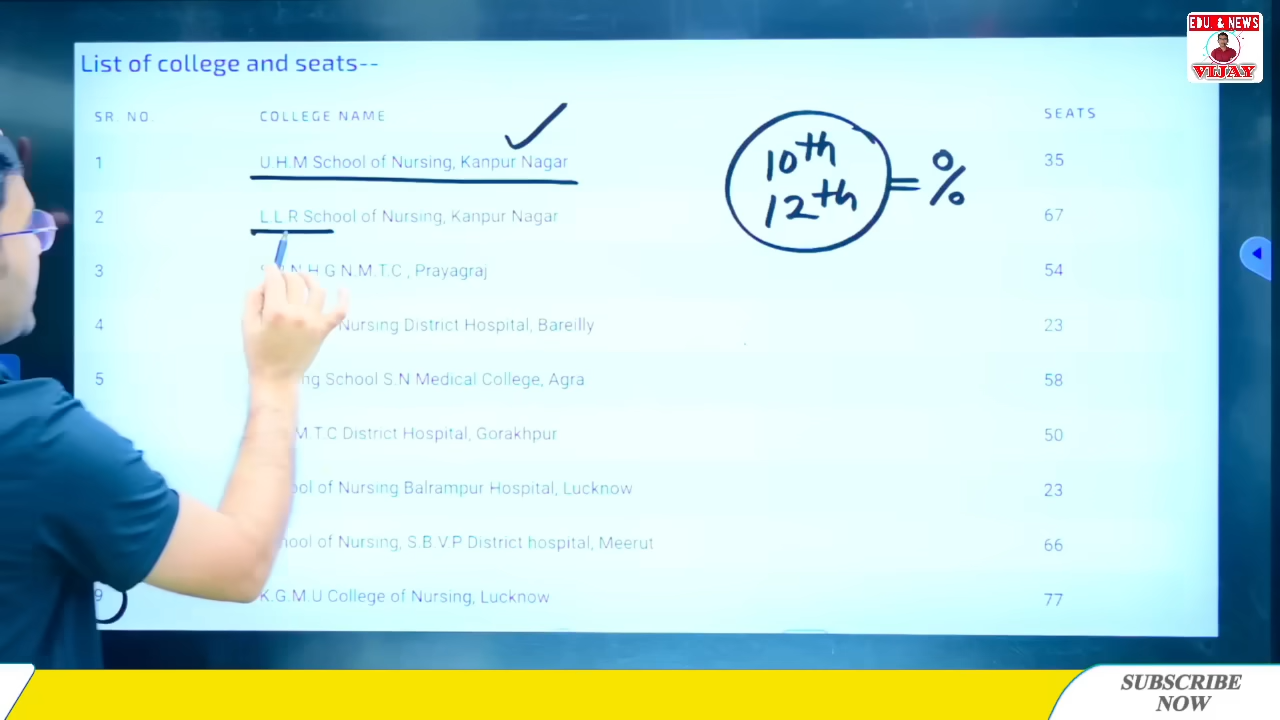 EDU. & NEWS
VIJAY
List of college and seats--
SR. NO. COLLEGE NAME SEATS
1 U.H.M School of Nursing, Kanpur Nagar 35
2 L L R School of Nursing, Kanpur Nagar 67
3 N H G N.M.T.C , Prayagraj 54
4 Nursing District Hospital, Bareilly 23
5 School S.N Medical College, Agra 58
M.T.C District Hospital, Gorakhpur 50
of Nursing Balrampur Hospital, Lucknow 23
of Nursing, S.B.V.P District hospital, Meerut 66
9 K.G.M.U College of Nursing, Lucknow 77
10th
12th = %
SUBSCRIBE
NOW